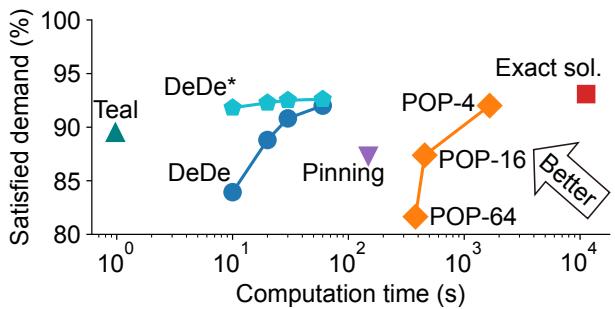 Satisfied demand (%)
100
95
90
85
80
Teal
DeDe*
DeDe
Pinning
POP-4
POP-16
POP-64
Exact sol.
Better
10^0
10^1
10^2
10^3
10^4
Computation time (s)